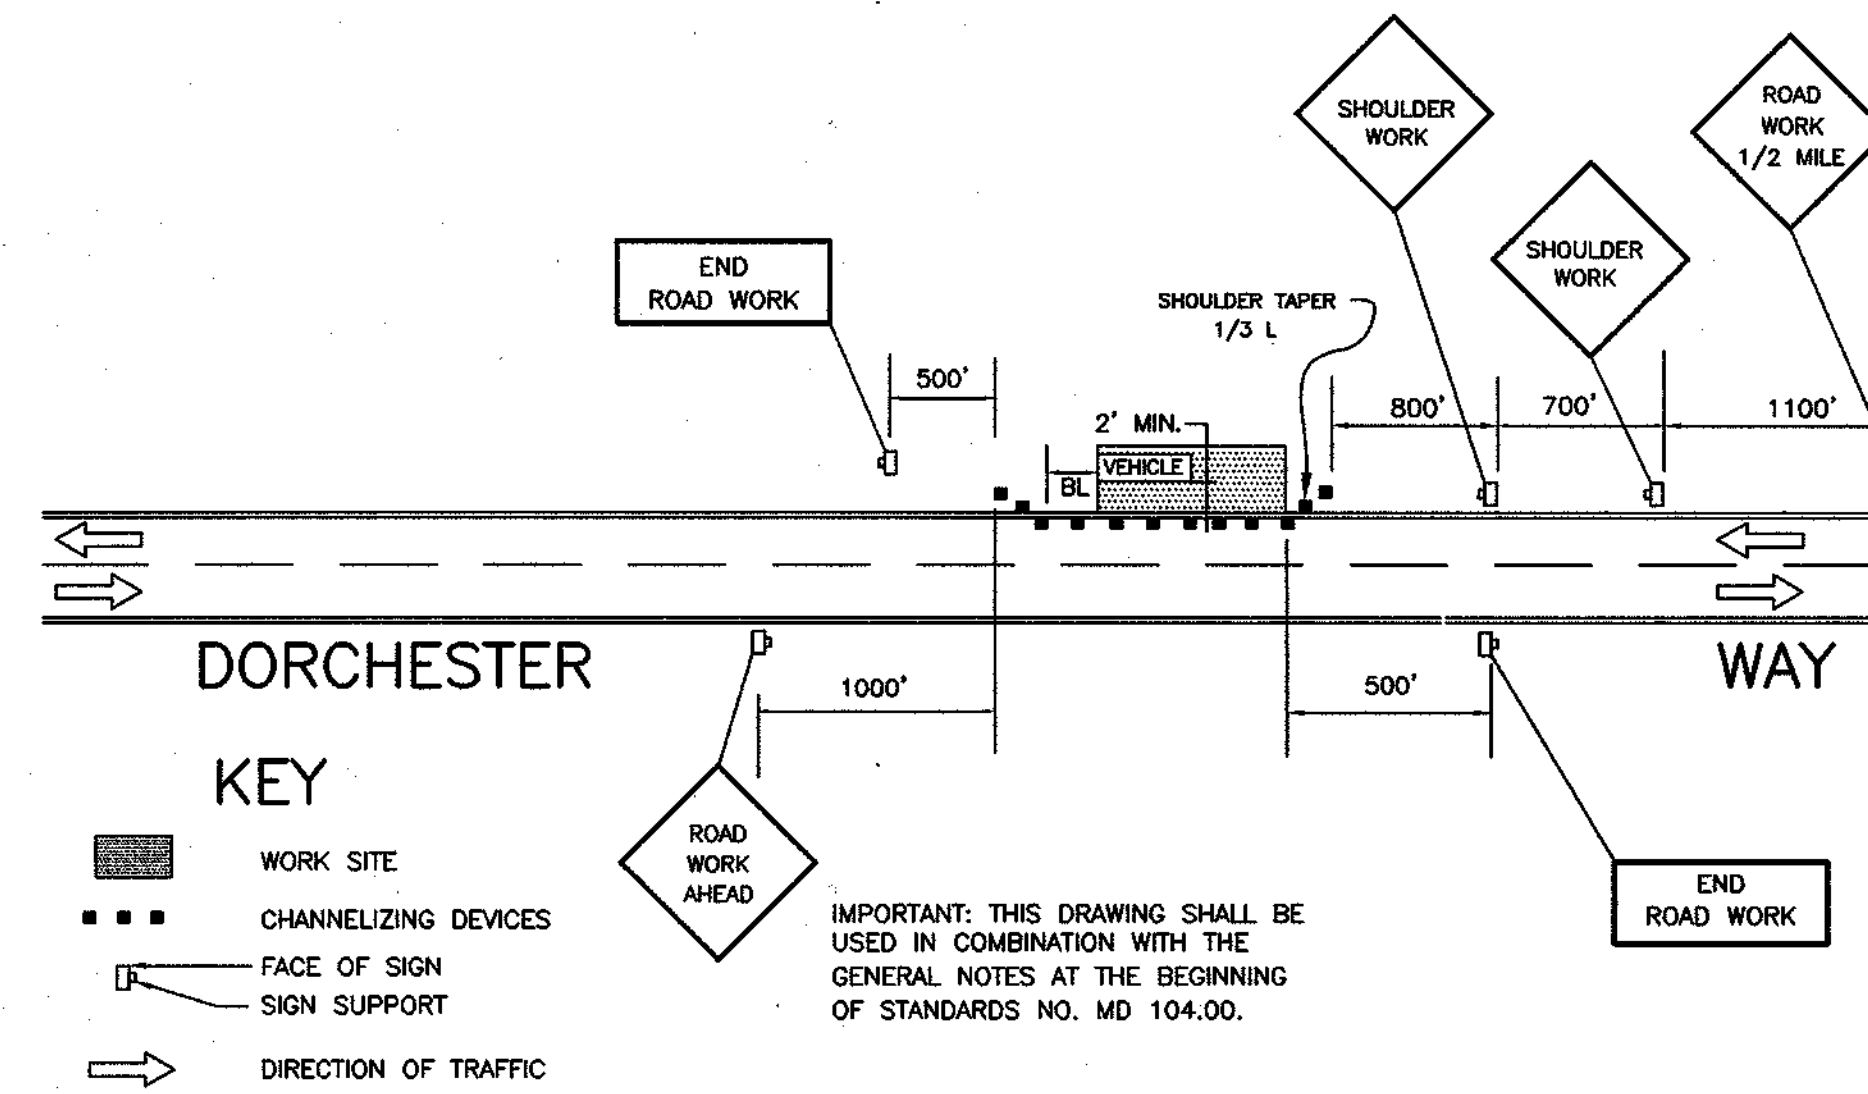 SHOULDER
WORK
ROAD
WORK
1/2 MILE
SHOULDER
WORK
END
ROAD WORK
SHOULDER TAPER
1/3 L
500'
800'
700'
1100'
2' MIN.
VEHICLE
BL
DORCHESTER
WAY
1000'
500'
KEY
WORK SITE
CHANNELIZING DEVICES
FACE OF SIGN
SIGN SUPPORT
DIRECTION OF TRAFFIC
ROAD
WORK
AHEAD
IMPORTANT: THIS DRAWING SHALL BE
USED IN COMBINATION WITH THE
GENERAL NOTES AT THE BEGINNING
OF STANDARDS NO. MD 104.00.
END
ROAD WORK